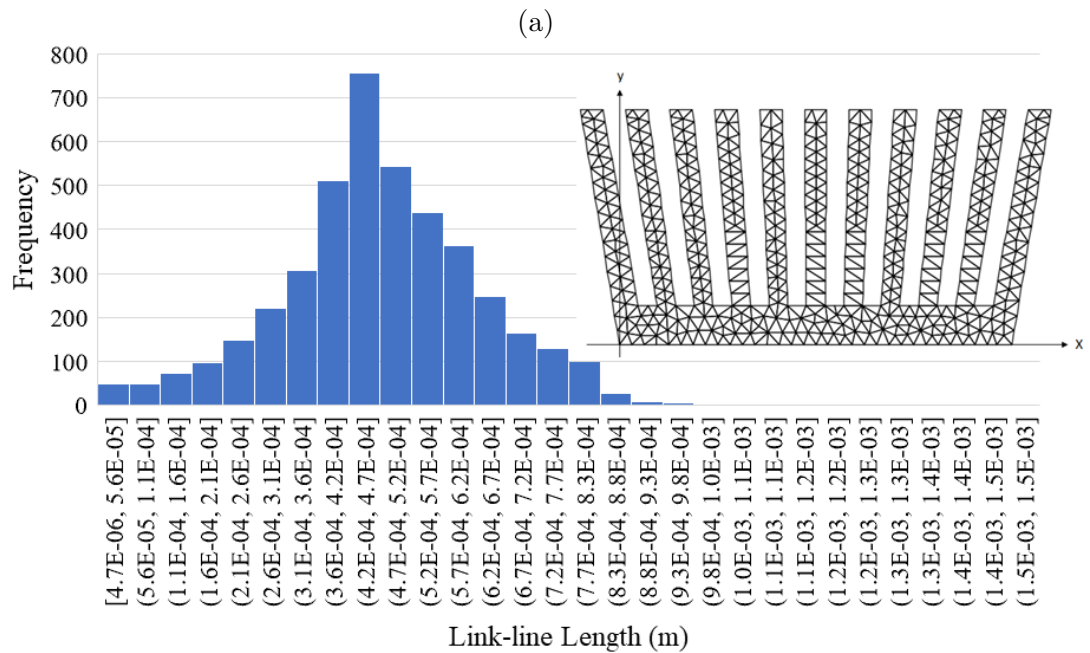 (a)
800
700
600
500
400
300
200
100
0
Frequency
y
x
[4.7E-06, 5.6E-05]
(5.6E-05, 1.1E-04]
(1.1E-04, 1.6E-04]
(1.6E-04, 2.1E-04]
(2.1E-04, 2.6E-04]
(2.6E-04, 3.1E-04]
(3.1E-04, 3.6E-04]
(3.6E-04, 4.2E-04]
(4.2E-04, 4.7E-04]
(4.7E-04, 5.2E-04]
(5.2E-04, 5.7E-04]
(5.7E-04, 6.2E-04]
(6.2E-04, 6.7E-04]
(6.7E-04, 7.2E-04]
(7.2E-04, 7.7E-04]
(7.7E-04, 8.3E-04]
(8.3E-04, 8.8E-04]
(8.8E-04, 9.3E-04]
(9.3E-04, 9.8E-04]
(9.8E-04, 1.0E-03]
(1.0E-03, 1.1E-03]
(1.1E-03, 1.1E-03]
(1.1E-03, 1.2E-03]
(1.2E-03, 1.2E-03]
(1.2E-03, 1.3E-03]
(1.3E-03, 1.3E-03]
(1.3E-03, 1.4E-03]
(1.4E-03, 1.4E-03]
(1.4E-03, 1.5E-03]
(1.5E-03, 1.5E-03]
Link-line Length (m)